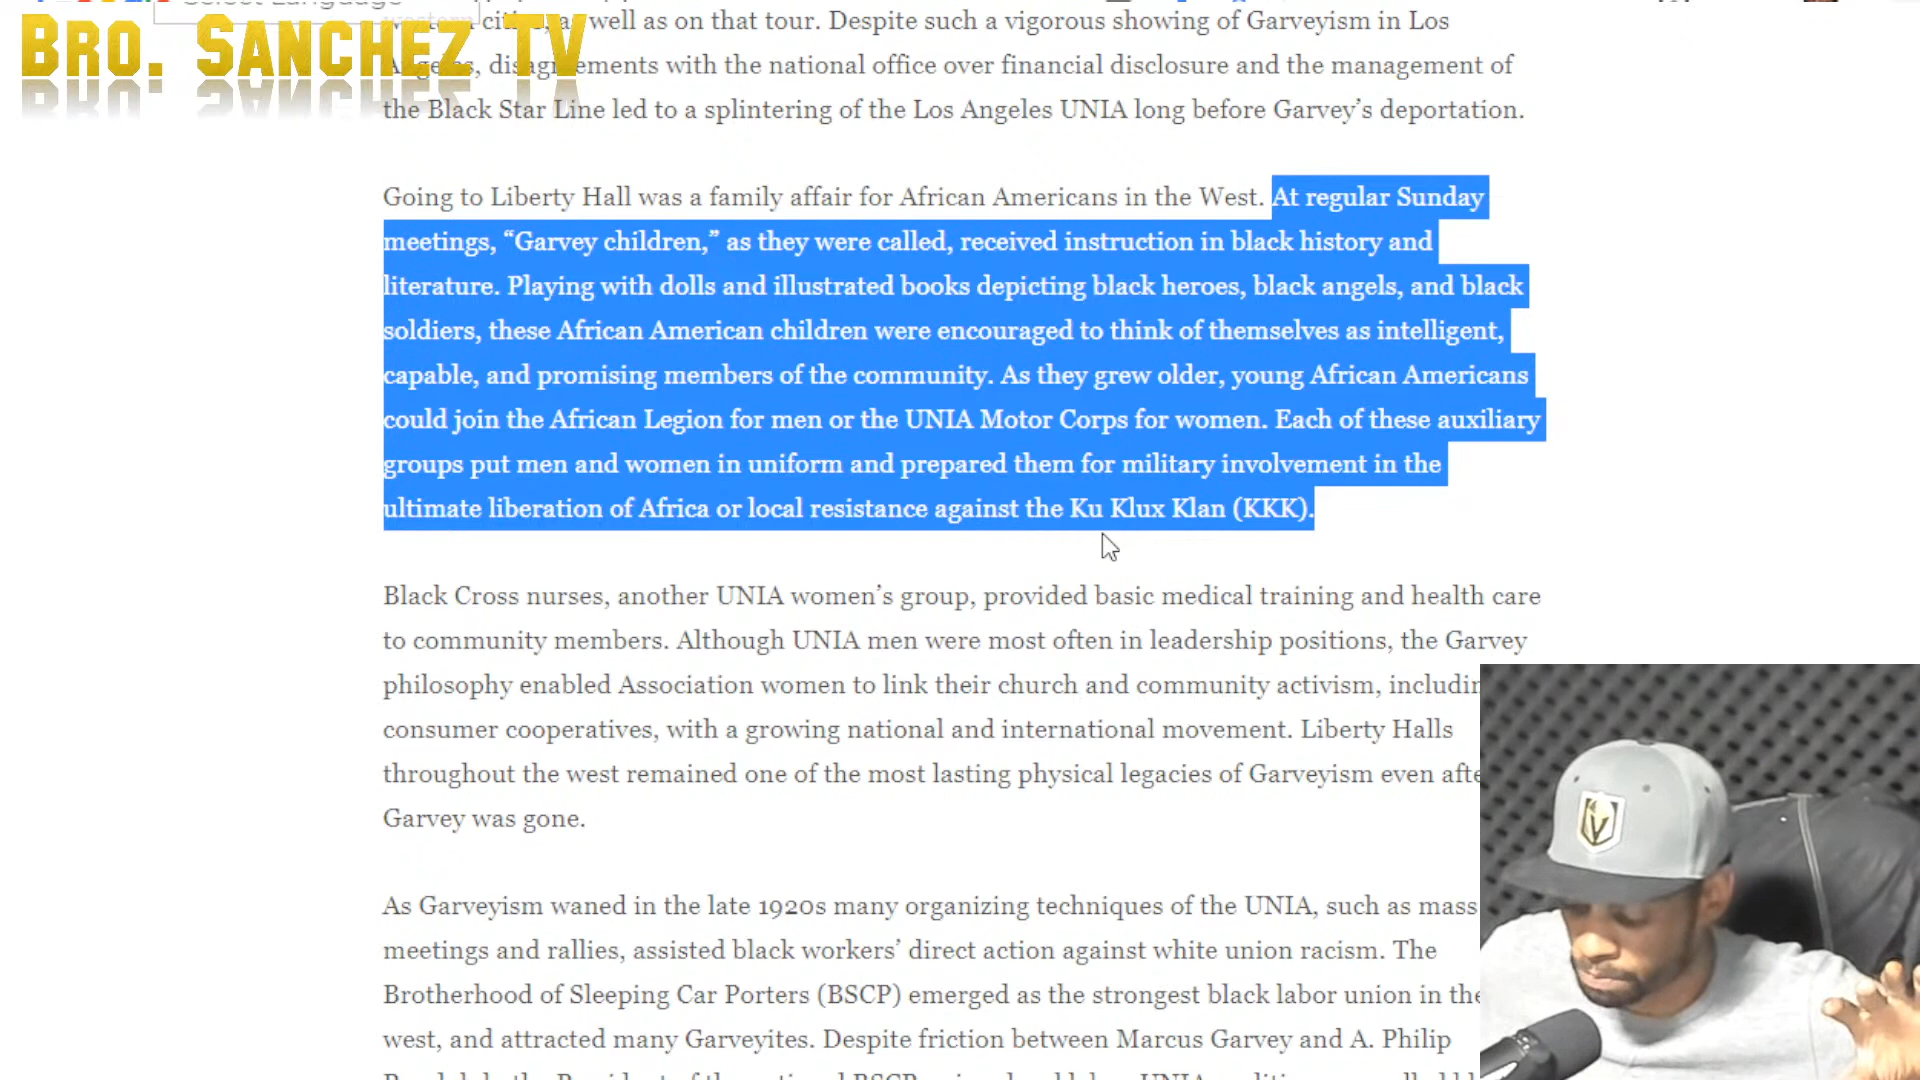 BRO. SANCHEZ TV
Select Language
western cities, as well as on that tour. Despite such a vigorous showing of Garveyism in Los
Angeles, disagreements with the national office over financial disclosure and the management of
the Black Star Line led to a splintering of the Los Angeles UNIA long before Garvey’s deportation.
Going to Liberty Hall was a family affair for African Americans in the West. At regular Sunday
meetings, “Garvey children,” as they were called, received instruction in black history and
literature. Playing with dolls and illustrated books depicting black heroes, black angels, and black
soldiers, these African American children were encouraged to think of themselves as intelligent,
capable, and promising members of the community. As they grew older, young African Americans
could join the African Legion for men or the UNIA Motor Corps for women. Each of these auxiliary
groups put men and women in uniform and prepared them for military involvement in the
ultimate liberation of Africa or local resistance against the Ku Klux Klan (KKK).
Black Cross nurses, another UNIA women’s group, provided basic medical training and health care
to community members. Although UNIA men were most often in leadership positions, the Garvey
philosophy enabled Association women to link their church and community activism, includin
consumer cooperatives, with a growing national and international movement. Liberty Halls
throughout the west remained one of the most lasting physical legacies of Garveyism even afte
Garvey was gone.
As Garveyism waned in the late 1920s many organizing techniques of the UNIA, such as mass
meetings and rallies, assisted black workers’ direct action against white union racism. The
Brotherhood of Sleeping Car Porters (BSCP) emerged as the strongest black labor union in the
west, and attracted many Garveyites. Despite friction between Marcus Garvey and A. Philip